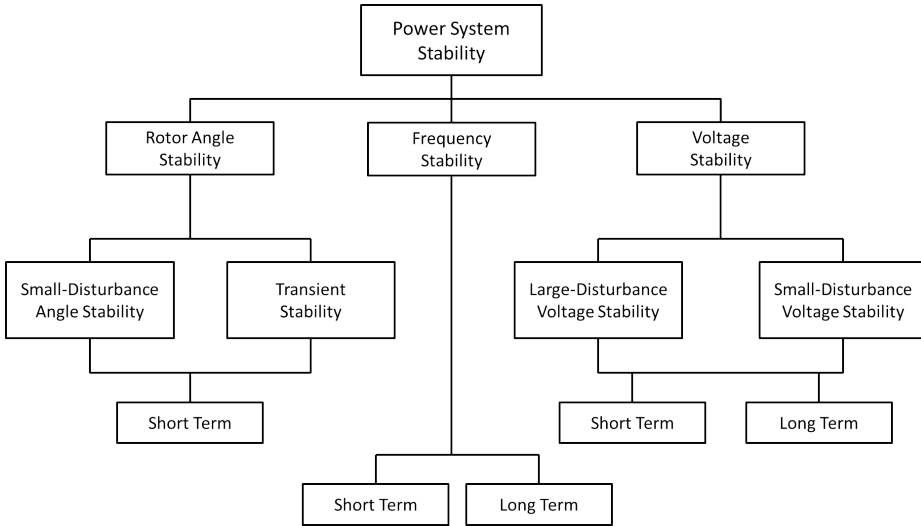 Power System
Stability
Rotor Angle
Stability
Frequency
Stability
Voltage
Stability
Small-Disturbance
Angle Stability
Transient
Stability
Large-Disturbance
Voltage Stability
Small-Disturbance
Voltage Stability
Short Term
Short Term
Long Term
Short Term
Long Term